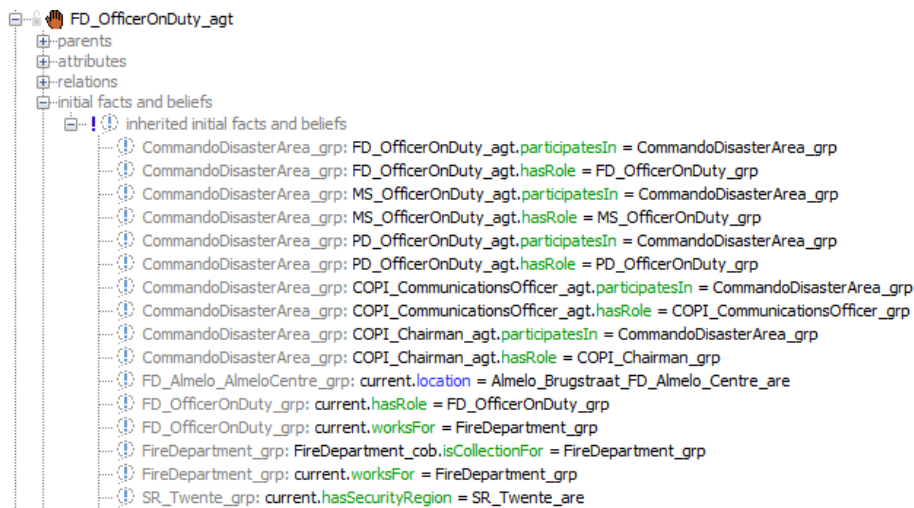 FD_OfficerOnDuty_agt
parents
attributes
relations
initial facts and beliefs
inherited initial facts and beliefs
CommandoDisasterArea_grp: FD_OfficerOnDuty_agt.participatesIn = CommandoDisasterArea_grp
CommandoDisasterArea_grp: FD_OfficerOnDuty_agt.hasRole = FD_OfficerOnDuty_grp
CommandoDisasterArea_grp: MS_OfficerOnDuty_agt.participatesIn = CommandoDisasterArea_grp
CommandoDisasterArea_grp: MS_OfficerOnDuty_agt.hasRole = MS_OfficerOnDuty_grp
CommandoDisasterArea_grp: PD_OfficerOnDuty_agt.participatesIn = CommandoDisasterArea_grp
CommandoDisasterArea_grp: PD_OfficerOnDuty_agt.hasRole = PD_OfficerOnDuty_grp
CommandoDisasterArea_grp: COPI_CommunicationsOfficer_agt.participatesIn = CommandoDisasterArea_grp
CommandoDisasterArea_grp: COPI_CommunicationsOfficer_agt.hasRole = COPI_CommunicationsOfficer_grp
CommandoDisasterArea_grp: COPI_Chairman_agt.participatesIn = CommandoDisasterArea_grp
CommandoDisasterArea_grp: COPI_Chairman_agt.hasRole = COPI_Chairman_grp
FD_Almelo_AlmeloCentre_grp: current.location = Almelo_Brugstraat_FD_Almelo_Centre_are
FD_OfficerOnDuty_grp: current.hasRole = FD_OfficerOnDuty_grp
FD_OfficerOnDuty_grp: current.worksFor = FireDepartment_grp
FireDepartment_grp: FireDepartment_cob.isCollectionFor = FireDepartment_grp
FireDepartment_grp: current.worksFor = FireDepartment_grp
SR_Twente_grp: current.hasSecurityRegion = SR_Twente_are